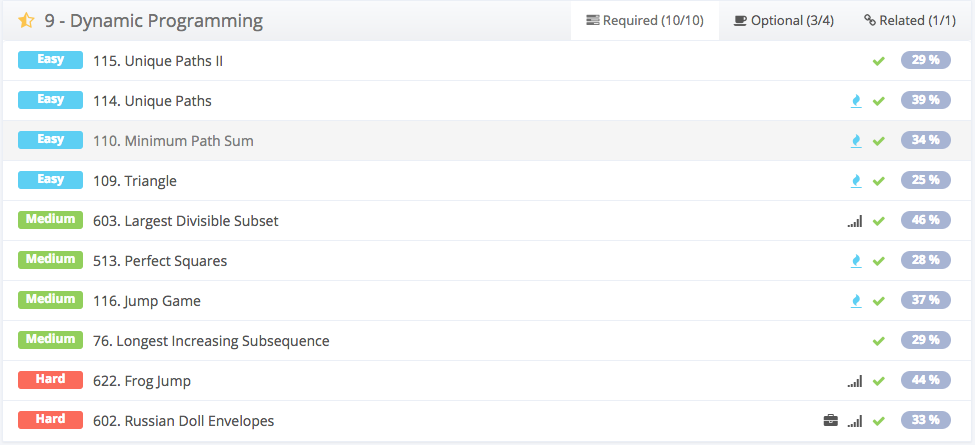 9 - Dynamic Programming Required (10/10) Optional (3/4) Related (1/1)
Easy 115. Unique Paths II 29 %
Easy 114. Unique Paths 39 %
Easy 110. Minimum Path Sum 34 %
Easy 109. Triangle 25 %
Medium 603. Largest Divisible Subset 46 %
Medium 513. Perfect Squares 28 %
Medium 116. Jump Game 37 %
Medium 76. Longest Increasing Subsequence 29 %
Hard 622. Frog Jump 44 %
Hard 602. Russian Doll Envelopes 33 %